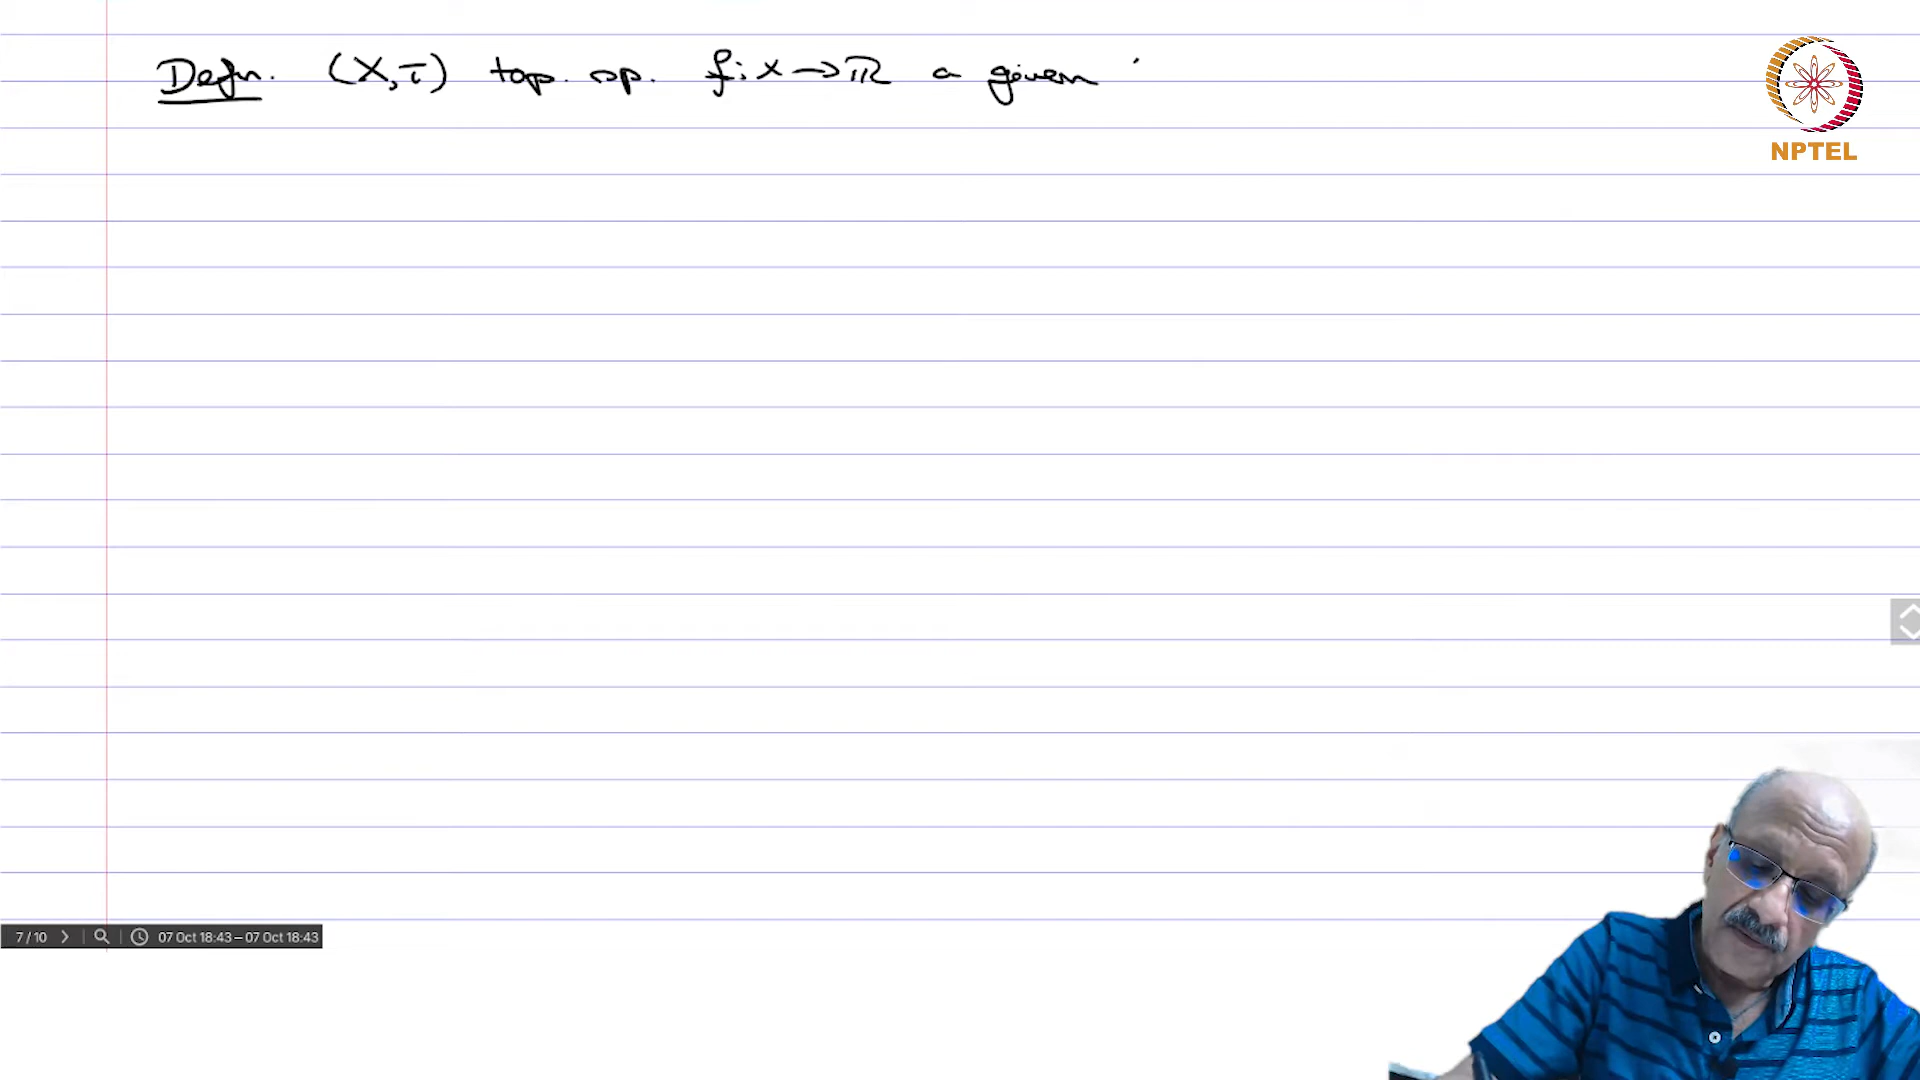 Defn. (X,τ) top. sp. f:X→ℝ a given
NPTEL
7/10 07 Oct 18:43 – 07 Oct 18:43